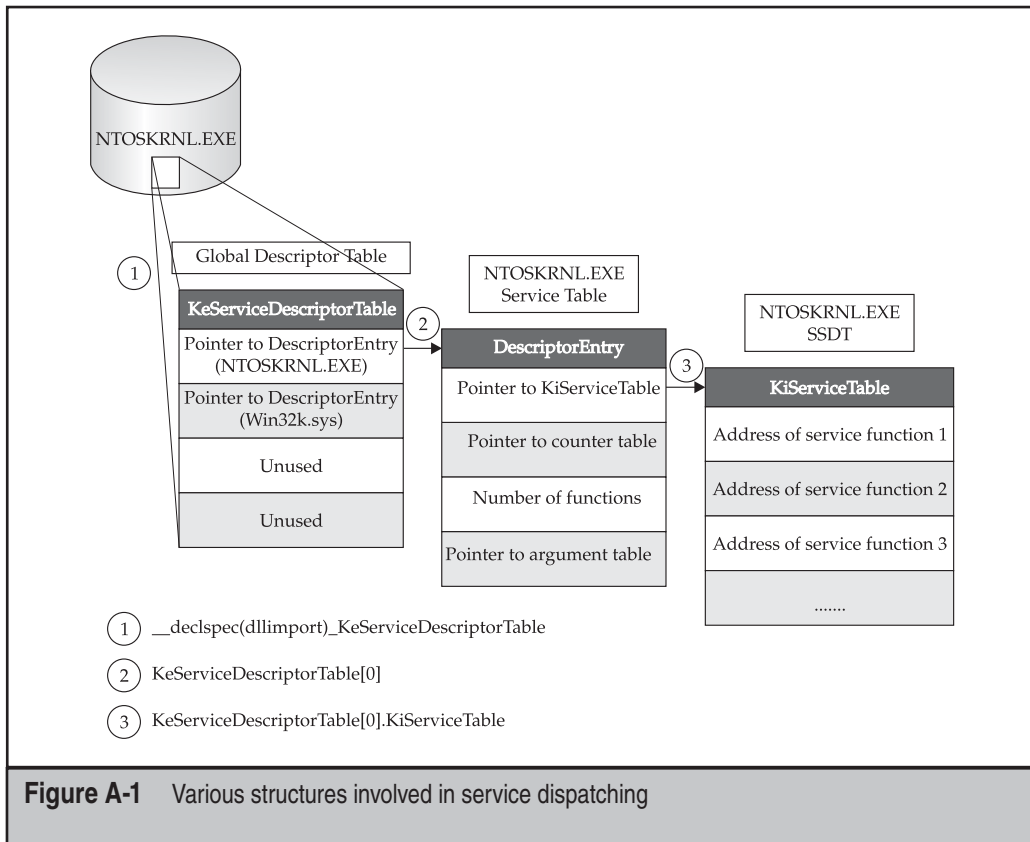 NTOSKRNL.EXE
1
Global Descriptor Table
KeServiceDescriptorTable
Pointer to DescriptorEntry
(NTOSKRNL.EXE)
Pointer to DescriptorEntry
(Win32k.sys)
Unused
Unused
2
NTOSKRNL.EXE
Service Table
DescriptorEntry
Pointer to KiServiceTable
Pointer to counter table
Number of functions
Pointer to argument table
3
NTOSKRNL.EXE
SSDT
KiServiceTable
Address of service function 1
Address of service function 2
Address of service function 3
.......
1 __declspec(dllimport)_KeServiceDescriptorTable
2 KeServiceDescriptorTable[0]
3 KeServiceDescriptorTable[0].KiServiceTable
Figure A-1 Various structures involved in service dispatching